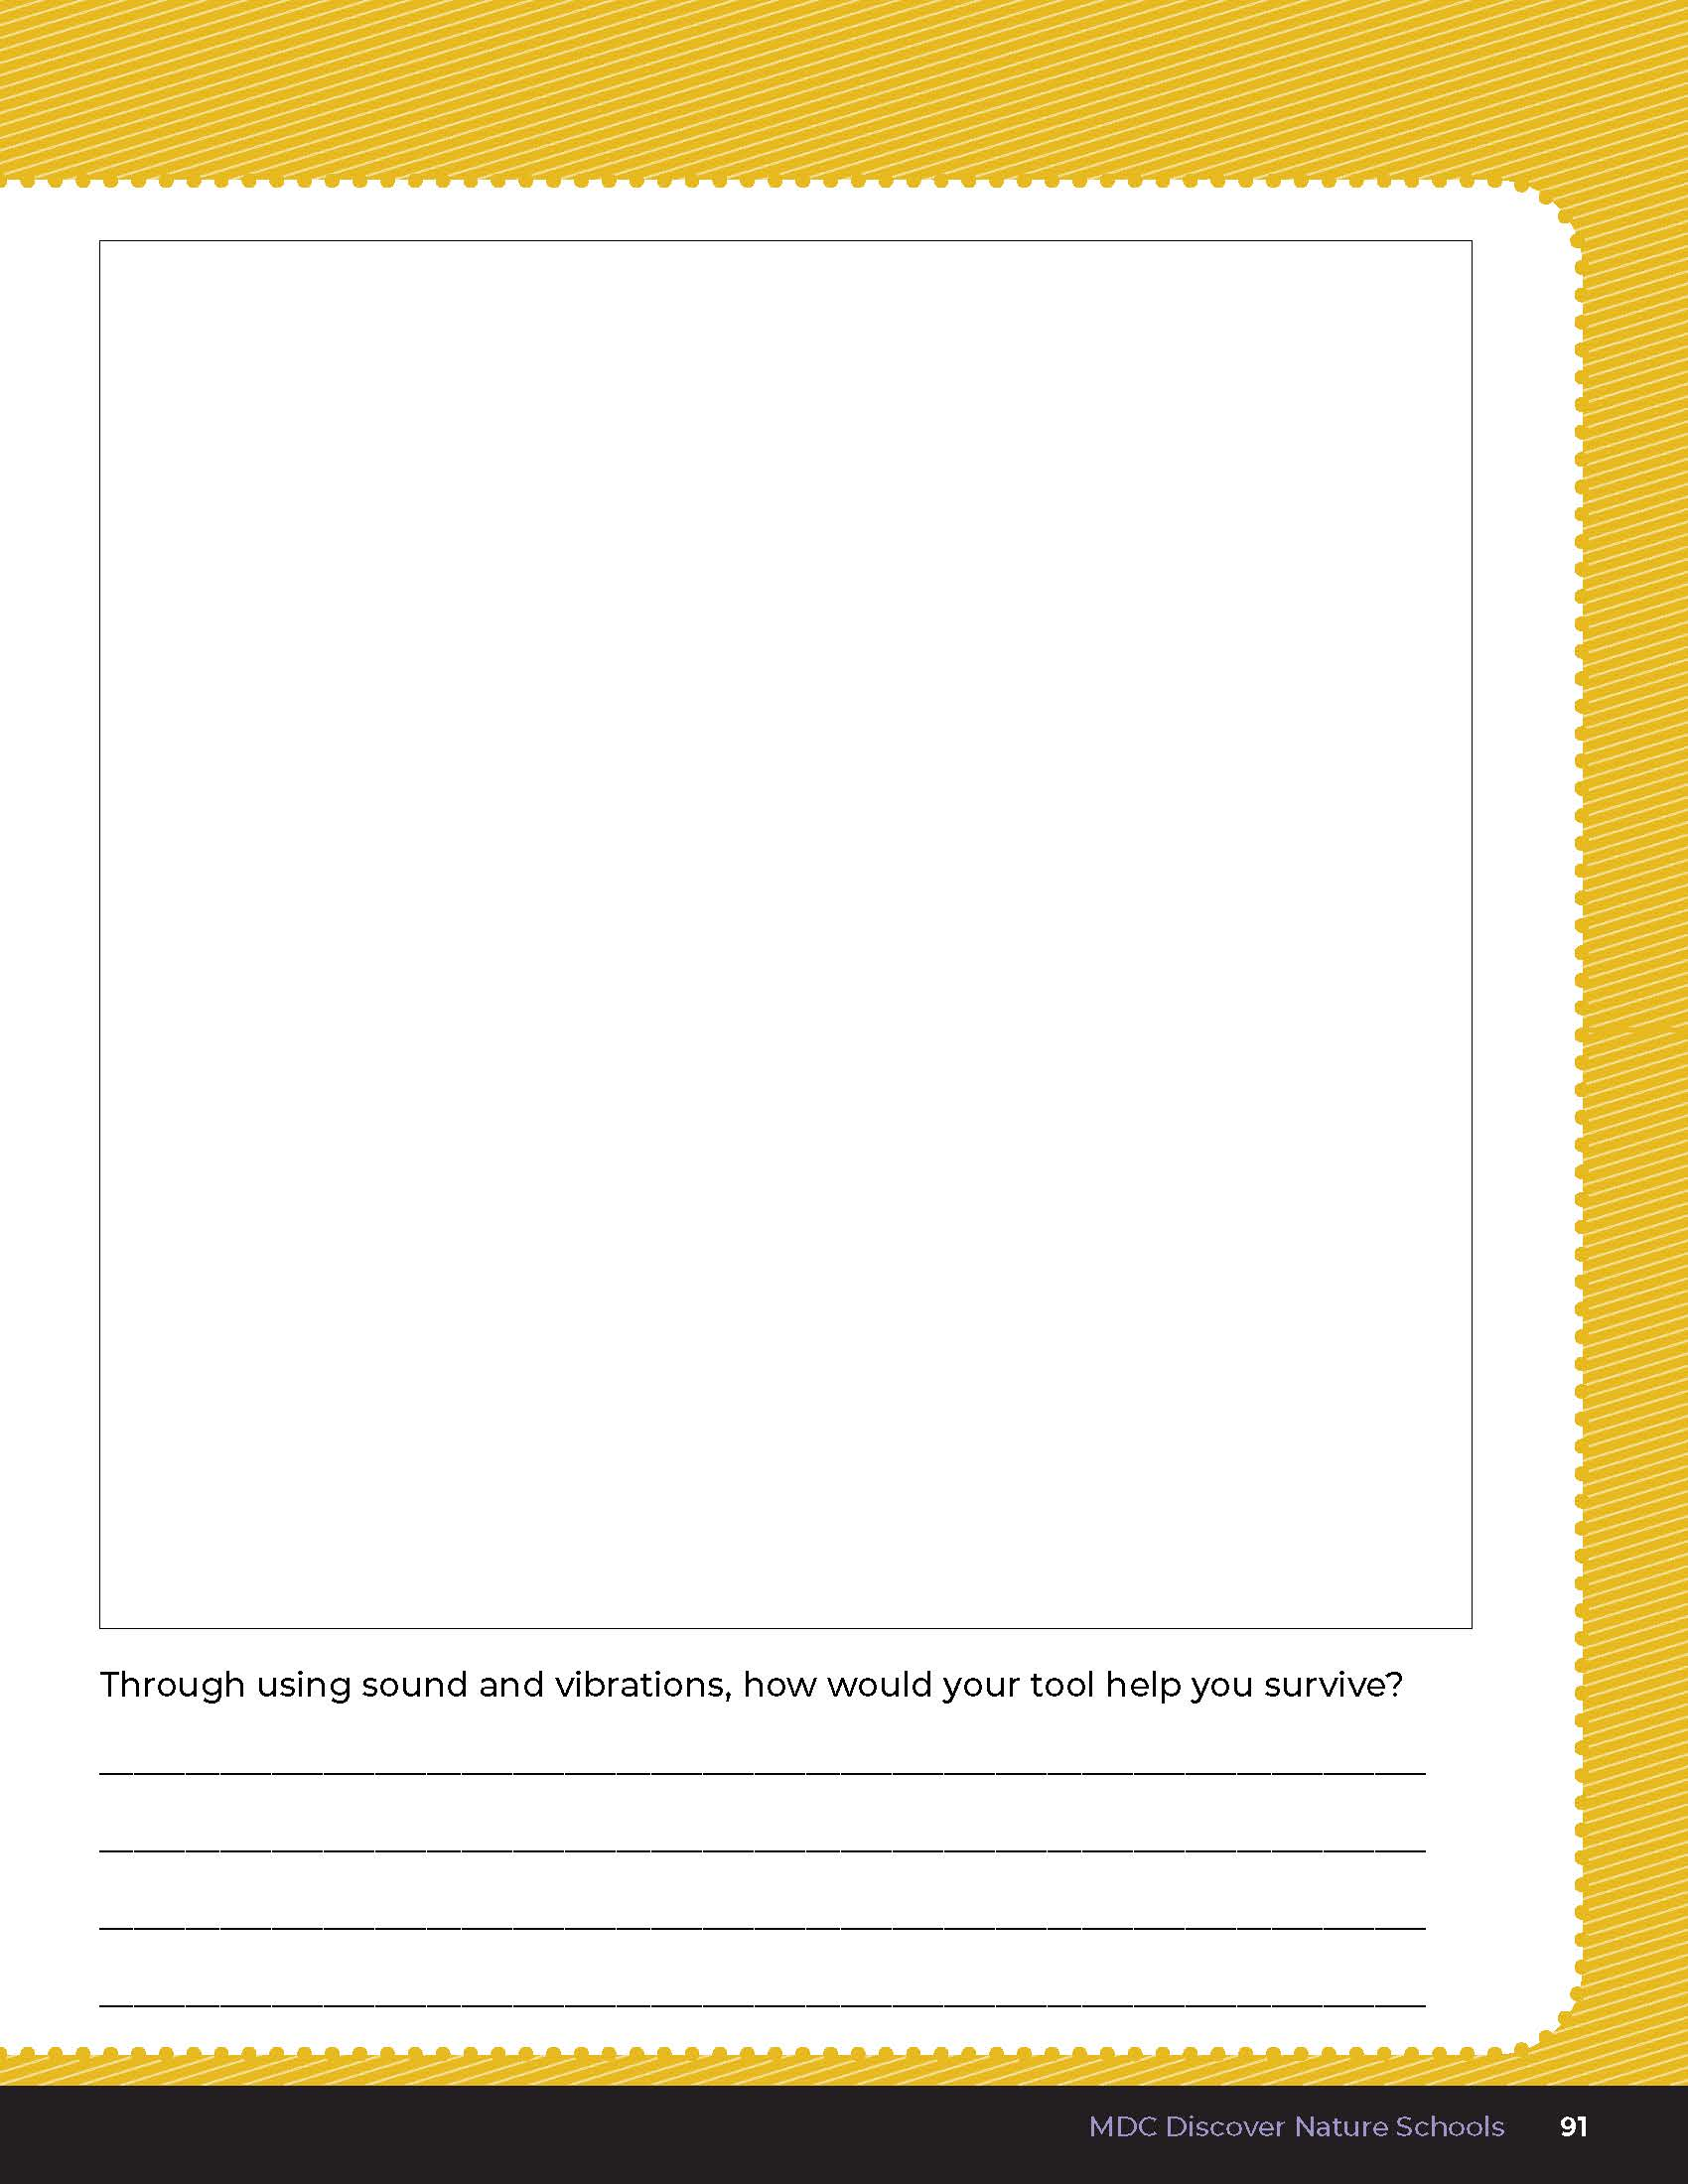 Through using sound and vibrations, how would your tool help you survive?
MDC Discover Nature Schools 91